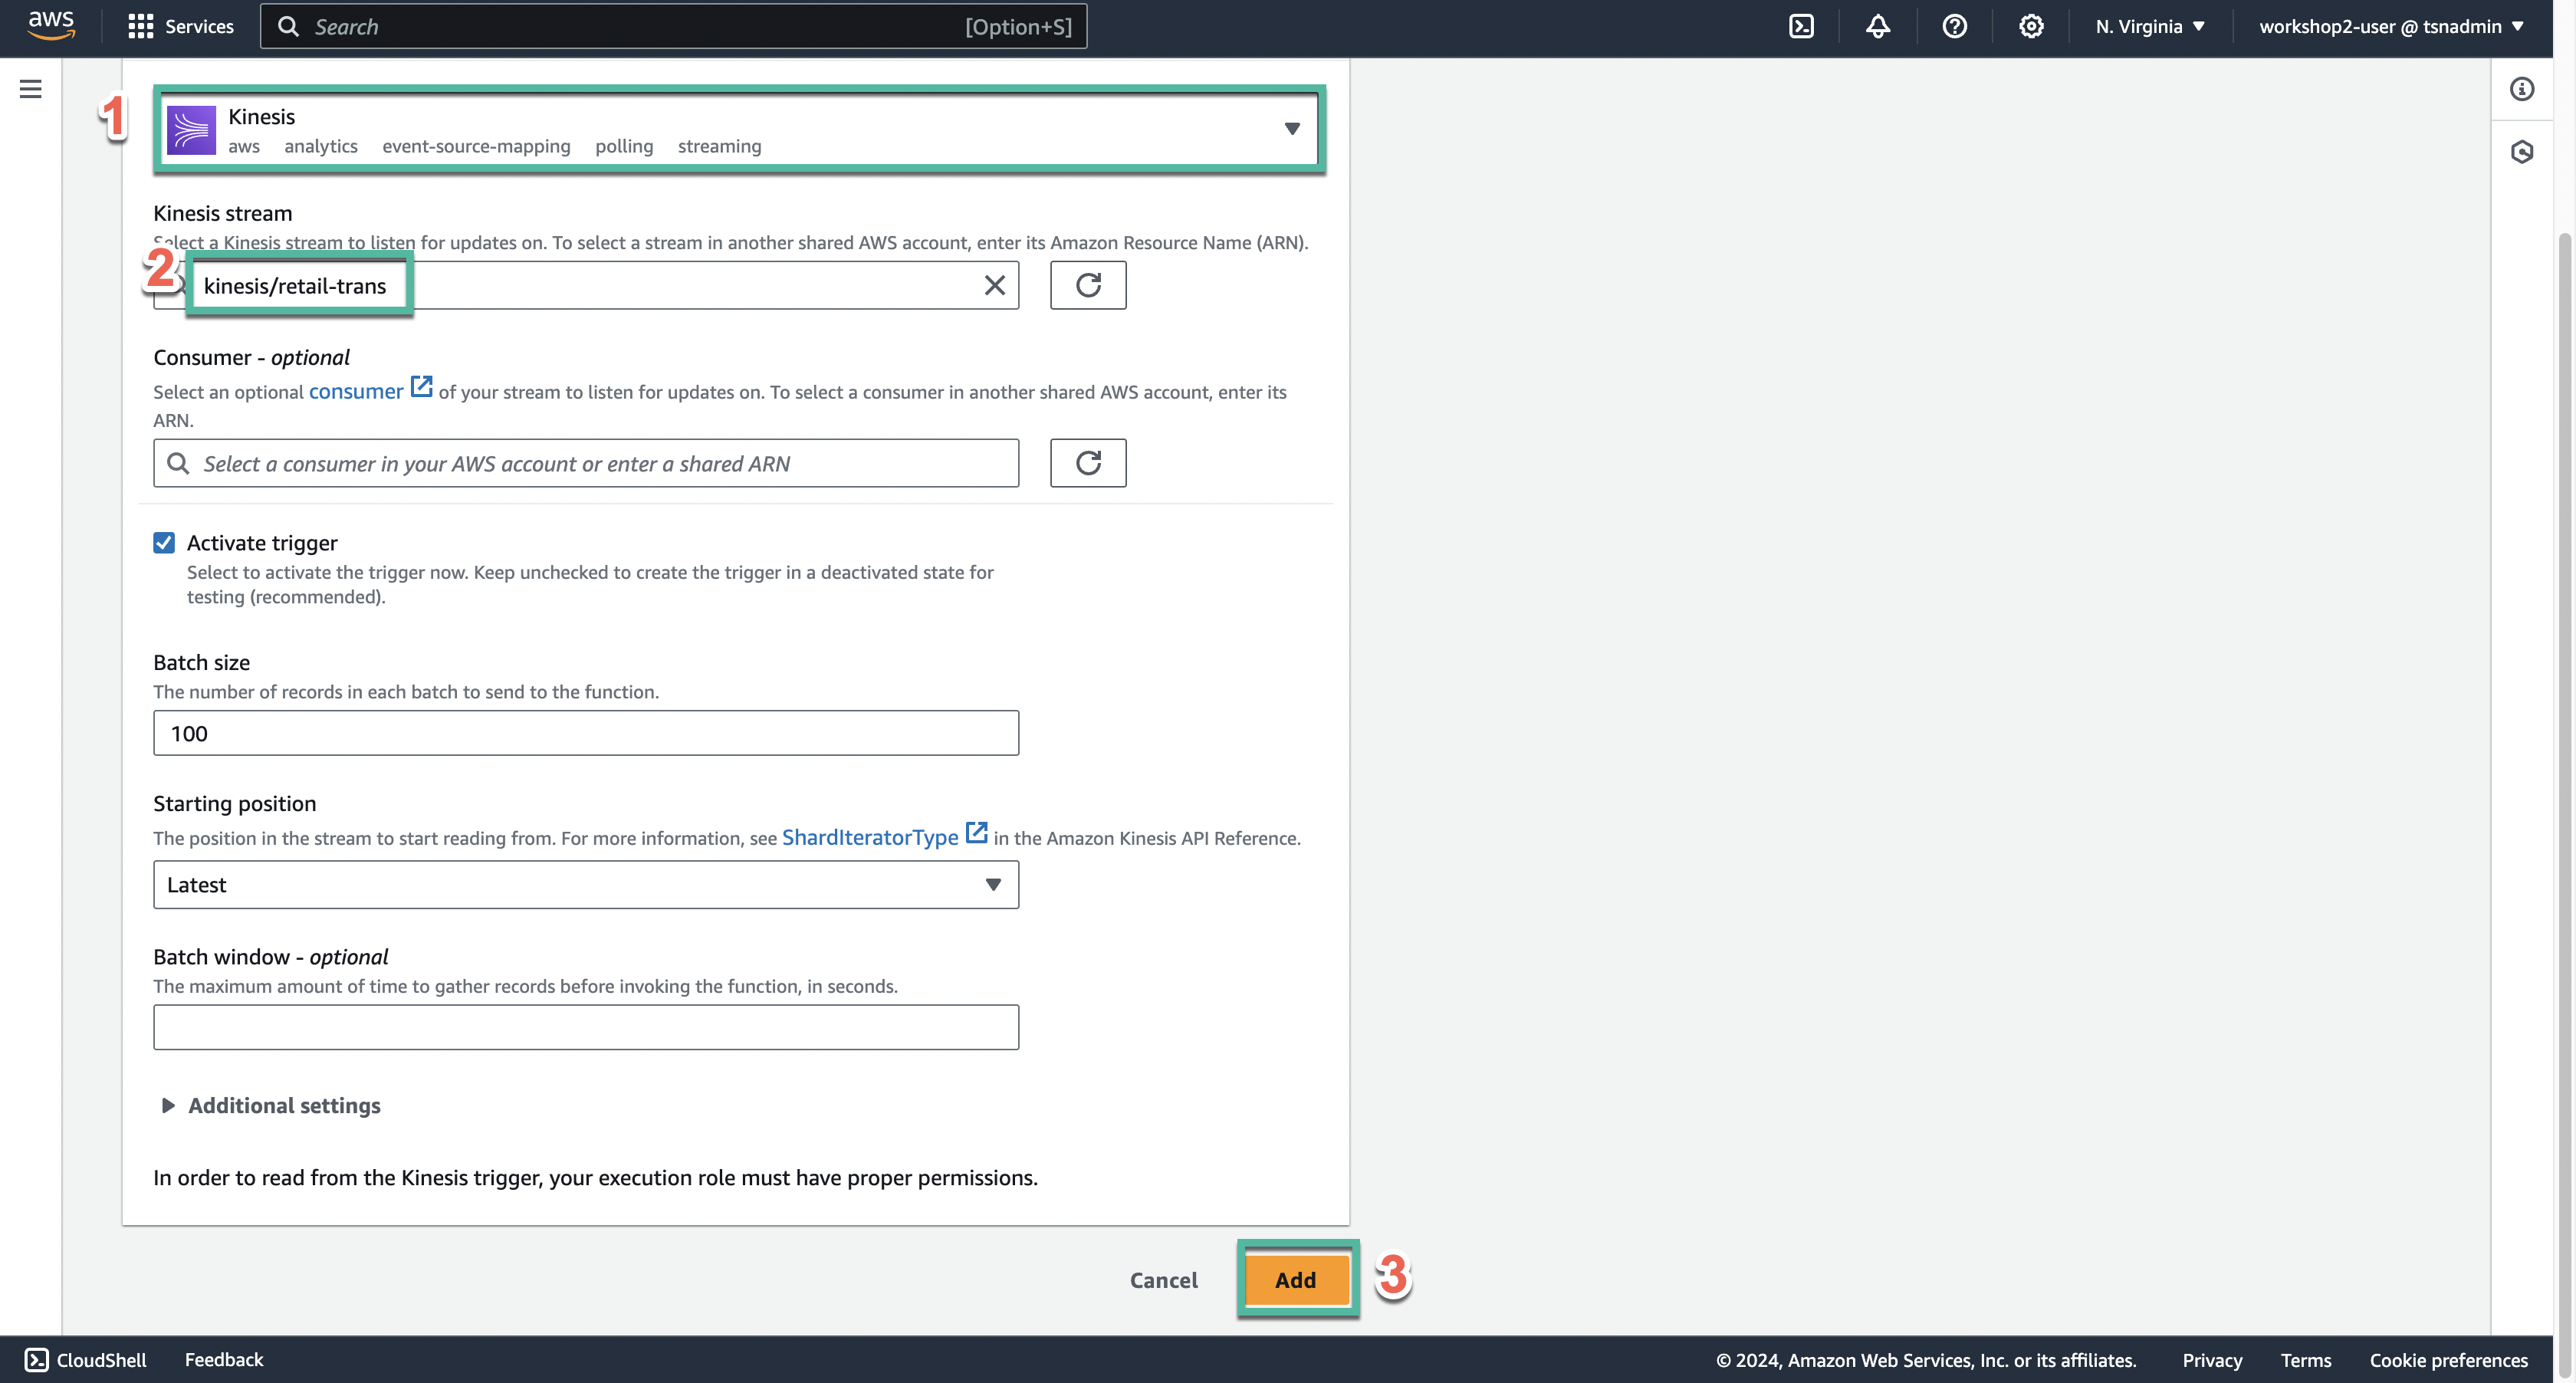 aws Services Search [Option+S] N. Virginia workshop2-user @ tsnadmin
1
Kinesis
aws analytics event-source-mapping polling streaming
Kinesis stream
Select a Kinesis stream to listen for updates on. To select a stream in another shared AWS account, enter its Amazon Resource Name (ARN).
2
kinesis/retail-trans
Consumer - optional
Select an optional consumer of your stream to listen for updates on. To select a consumer in another shared AWS account, enter its
ARN.
Select a consumer in your AWS account or enter a shared ARN
Activate trigger
Select to activate the trigger now. Keep unchecked to create the trigger in a deactivated state for
testing (recommended).
Batch size
The number of records in each batch to send to the function.
100
Starting position
The position in the stream to start reading from. For more information, see ShardIteratorType in the Amazon Kinesis API Reference.
Latest
Batch window - optional
The maximum amount of time to gather records before invoking the function, in seconds.
Additional settings
In order to read from the Kinesis trigger, your execution role must have proper permissions.
Cancel Add 3
CloudShell Feedback © 2024, Amazon Web Services, Inc. or its affiliates. Privacy Terms Cookie preferences